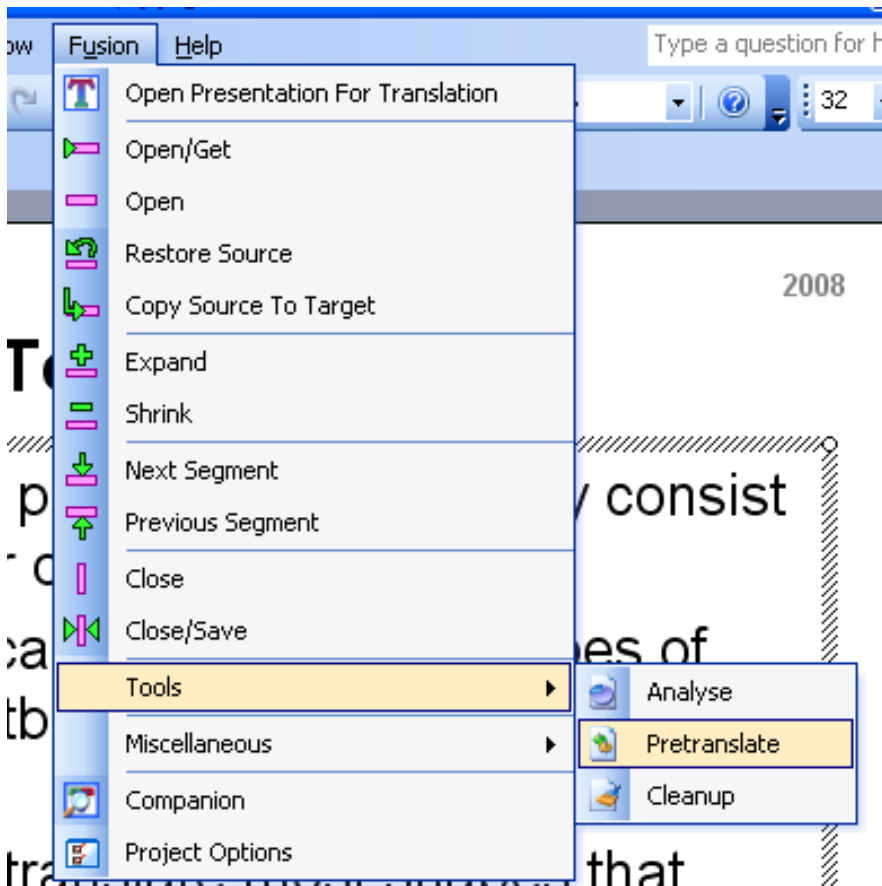 Fusion Help Type a question for
Open Presentation For Translation
32
Open/Get
Open
Restore Source
2008
Copy Source To Target
Expand
Shrink
Next Segment
consist
Previous Segment
Close
Close/Save
of
Tools
Analyse
Pretranslate
Miscellaneous
Cleanup
Companion
Project Options
that